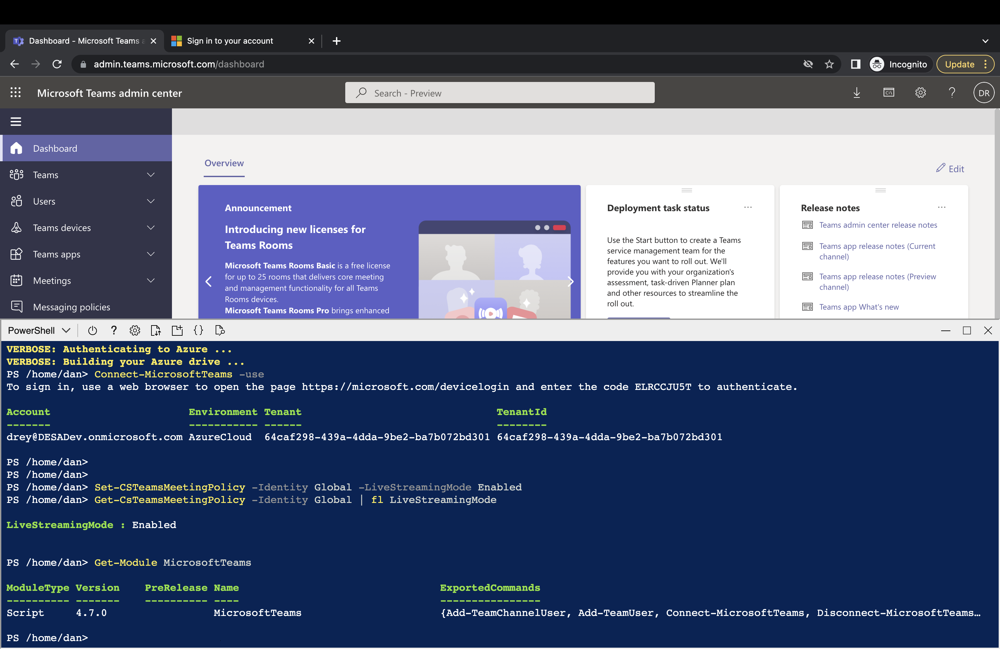 Dashboard - Microsoft Teams a
Sign in to your account
admin.teams.microsoft.com/dashboard
Incognito
Update
Microsoft Teams admin center
Search - Preview
C:\
?
DR
Dashboard
Teams
Users
Teams devices
Teams apps
Meetings
Messaging policies
Overview
Edit
Announcement
Introducing new licenses for
Teams Rooms
Microsoft Teams Rooms Basic is a free license
for up to 25 rooms that delivers core meeting
and management functionality for all Teams
Rooms devices.
Microsoft Teams Rooms Pro brings enhanced
Deployment task status
...
Use the Start button to create a Teams
service management team for the
features you want to roll out. We'll
provide you with your organization's
assessment, task-driven Planner plan
and other resources to streamline the
roll out.
Release notes
...
Teams admin center release notes
Teams app release notes (Current
channel)
Teams app release notes (Preview
channel)
Teams app What's new
PowerShell
? {}
VERBOSE: Authenticating to Azure ...
VERBOSE: Building your Azure drive ...
PS /home/dan> Connect-MicrosoftTeams -use
To sign in, use a web browser to open the page https://microsoft.com/devicelogin and enter the code ELRCCJU5T to authenticate.
Account Environment Tenant TenantId
------- ----------- ------ --------
drey@DESADev.onmicrosoft.com AzureCloud 64caf298-439a-4dda-9be2-ba7b072bd301 64caf298-439a-4dda-9be2-ba7b072bd301
PS /home/dan>
PS /home/dan>
PS /home/dan> Set-CSTeamsMeetingPolicy -Identity Global -LiveStreamingMode Enabled
PS /home/dan> Get-CsTeamsMeetingPolicy -Identity Global | fl LiveStreamingMode
LiveStreamingMode : Enabled
PS /home/dan> Get-Module MicrosoftTeams
ModuleType Version PreRelease Name ExportedCommands
---------- ------- ---------- ---- ----------------
Script 4.7.0 MicrosoftTeams {Add-TeamChannelUser, Add-TeamUser, Connect-MicrosoftTeams, Disconnect-MicrosoftTeams…
PS /home/dan>